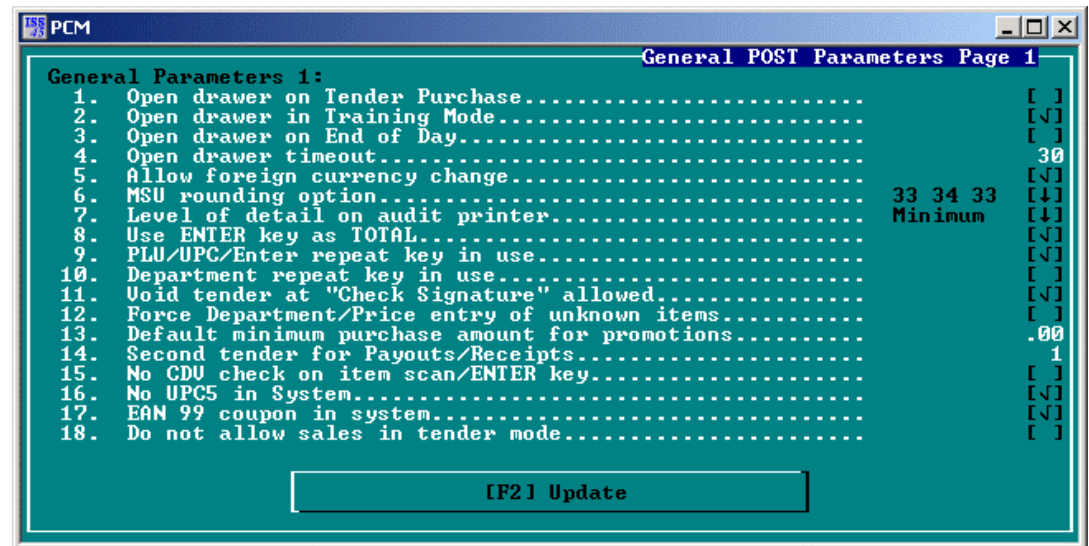 ISS 45 PCM
General POST Parameters Page 1
General Parameters 1:
1. Open drawer on Tender Purchase.......................... [ ]
2. Open drawer in Training Mode............................ [√]
3. Open drawer on End of Day............................... [ ]
4. Open drawer timeout..................................... 30
5. Allow foreign currency change........................... [√]
6. MSU rounding option..................................... 33 34 33 [↓]
7. Level of detail on audit printer........................ Minimum [↓]
8. Use ENTER key as TOTAL.................................. [√]
9. PLU/UPC/Enter repeat key in use......................... [√]
10. Department repeat key in use............................ [ ]
11. Void tender at "Check Signature" allowed................ [√]
12. Force Department/Price entry of unknown items........... [ ]
13. Default minimum purchase amount for promotions.......... .00
14. Second tender for Payouts/Receipts...................... 1
15. No CDV check on item scan/ENTER key..................... [ ]
16. No UPC5 in System....................................... [√]
17. EAN 99 coupon in system................................. [√]
18. Do not allow sales in tender mode....................... [ ]
[F2] Update